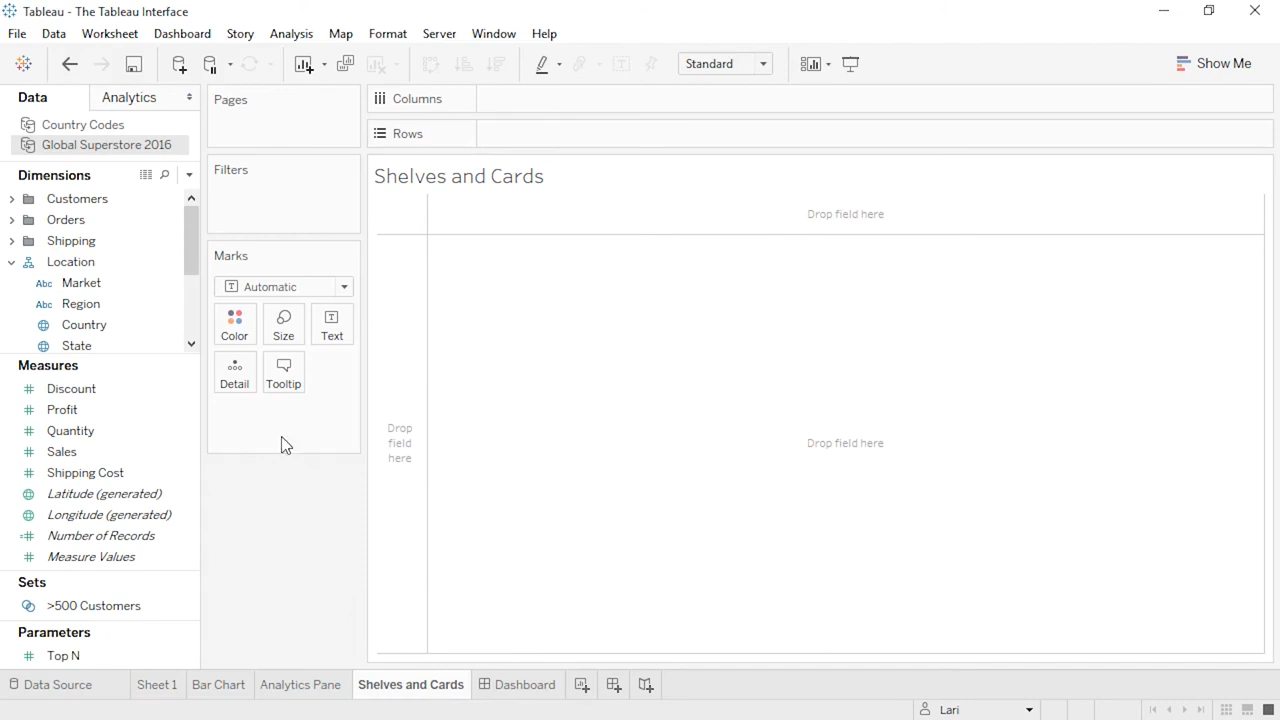 Tableau - The Tableau Interface
File Data Worksheet Dashboard Story Analysis Map Format Server Window Help
Standard
Show Me
Data Analytics
Country Codes
Global Superstore 2016
Dimensions
Customers
Orders
Shipping
Location
Abc Market
Abc Region
Country
State
Measures
Discount
Profit
Quantity
Sales
Shipping Cost
Latitude (generated)
Longitude (generated)
Number of Records
Measure Values
Sets
>500 Customers
Parameters
Top N
Pages
Filters
Marks
Automatic
Color Size Text
Detail Tooltip
Columns
Rows
Shelves and Cards
Drop field here
Drop
field
here
Drop field here
Data Source Sheet 1 Bar Chart Analytics Pane Shelves and Cards Dashboard
Lari